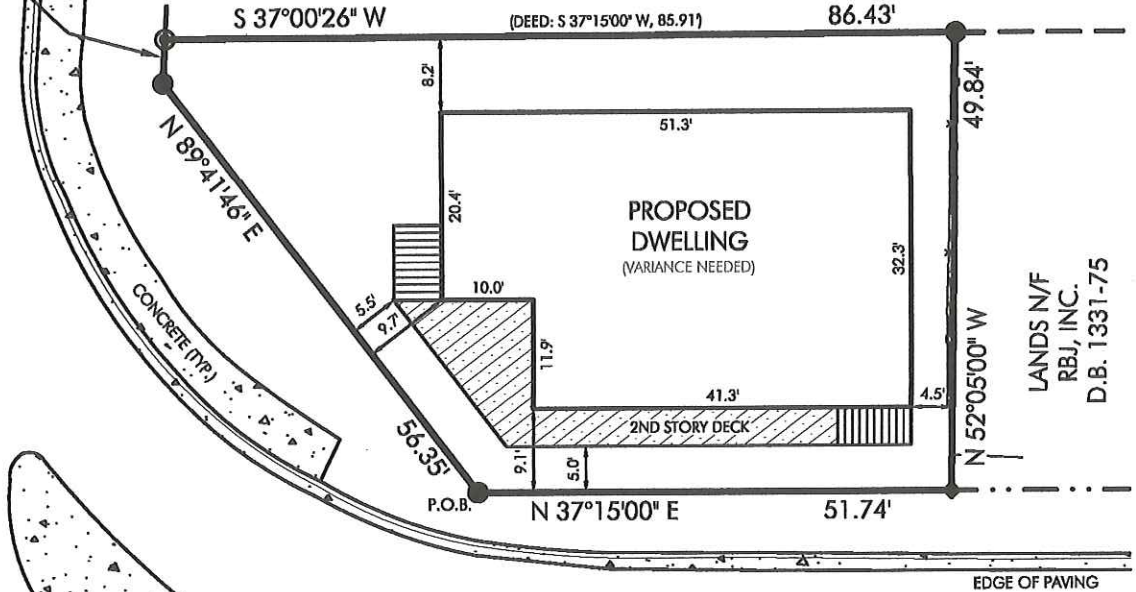 S 37°00'26" W
(DEED: S 37°15'00" W, 85.91')
86.43'
8.2'
49.84'
51.3'
N 89°41'46" E
20.4'
PROPOSED
DWELLING
(VARIANCE NEEDED)
32.3'
LANDS N/F
RBJ, INC.
D.B. 1331-75
CONCRETE (TYP.)
5.5'
9.7'
10.0'
11.9'
41.3'
4.5'
N 52°05'00" W
2ND STORY DECK
56.35'
9.1'
5.0'
P.O.B.
N 37°15'00" E
51.74'
EDGE OF PAVING